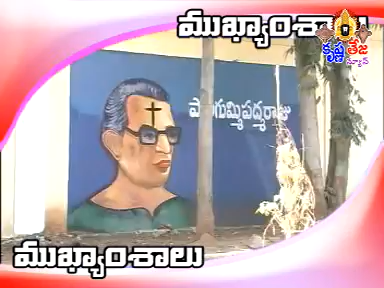 ముఖ్యాంశాలు
కృష్ణ తేజ
న్యూస్
పాలగుమ్మిపద్మరాజు
ముఖ్యాంశాలు